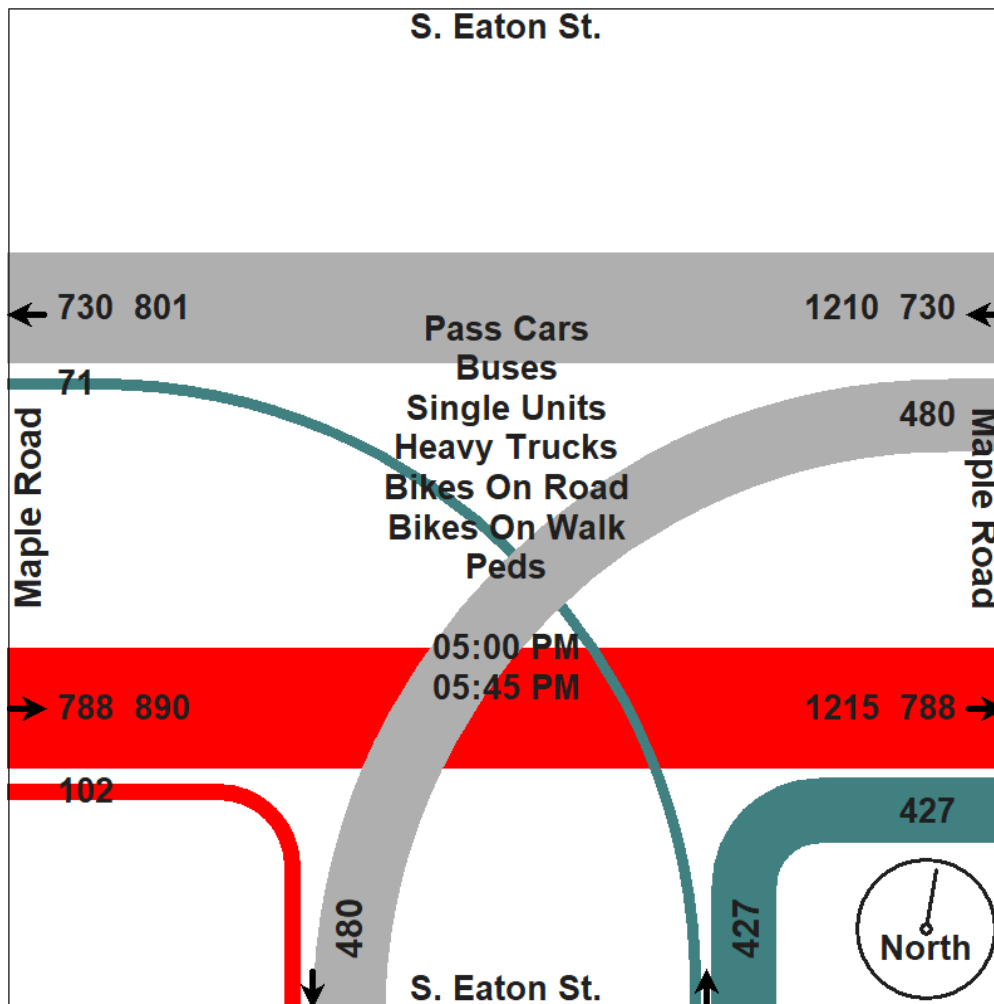 S. Eaton St.
730 801
1210 730
Pass Cars
Buses
Single Units
Heavy Trucks
Bikes On Road
Bikes On Walk
Peds
71
480
Maple Road
Maple Road
05:00 PM
05:45 PM
788 890
1215 788
102
427
480
427
North
S. Eaton St.